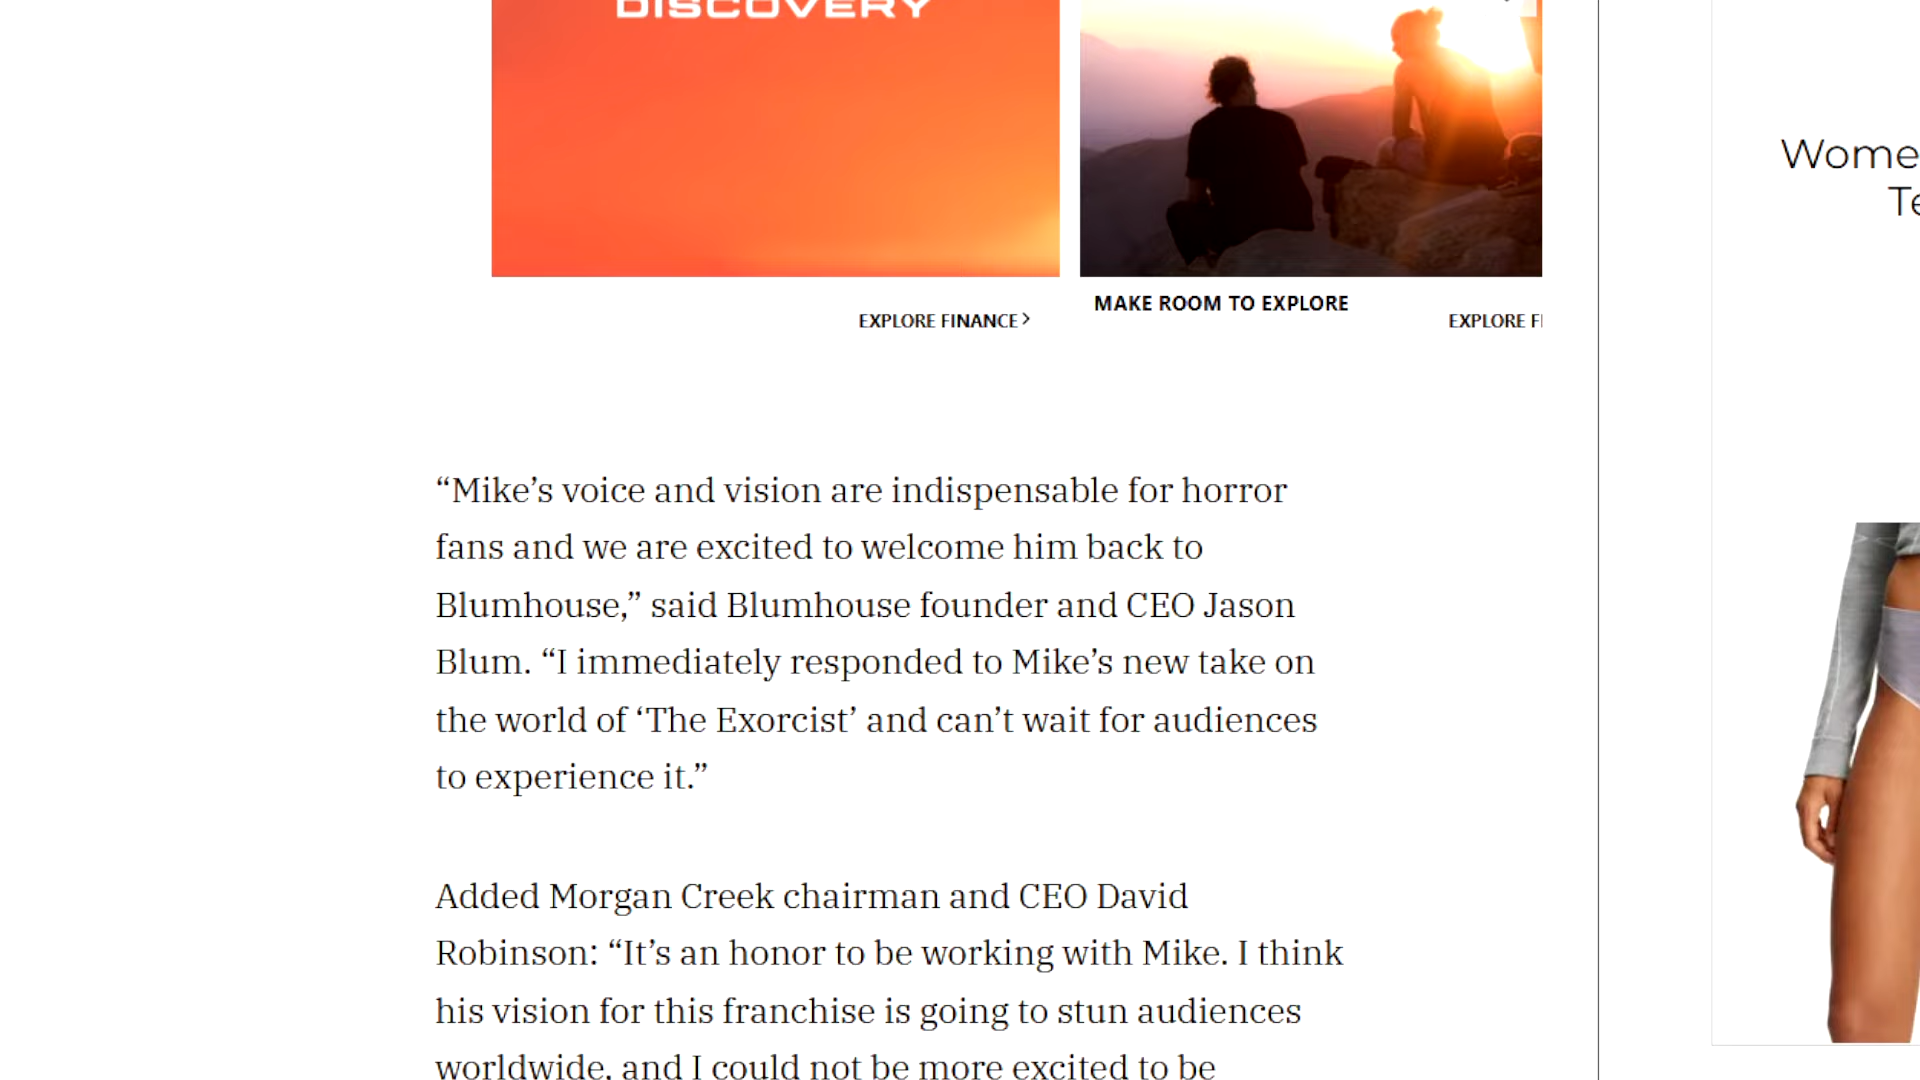 DISCOVERY
EXPLORE FINANCE
MAKE ROOM TO EXPLORE
EXPLORE
“Mike’s voice and vision are indispensable for horror
fans and we are excited to welcome him back to
Blumhouse,” said Blumhouse founder and CEO Jason
Blum. “I immediately responded to Mike’s new take on
the world of ‘The Exorcist’ and can’t wait for audiences
to experience it.”
Added Morgan Creek chairman and CEO David
Robinson: “It’s an honor to be working with Mike. I think
his vision for this franchise is going to stun audiences
worldwide, and I could not be more excited to be